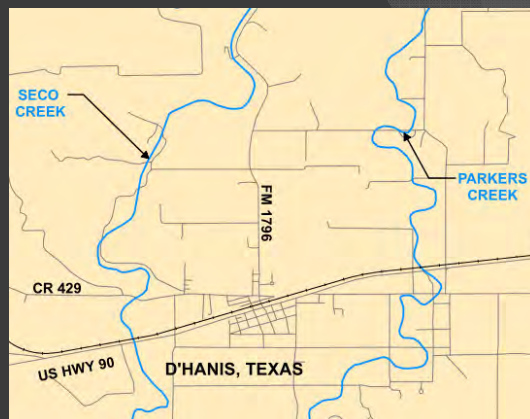 SECO
CREEK
PARKERS
CREEK
FM 1796
CR 429
US HWY 90
D'HANIS, TEXAS